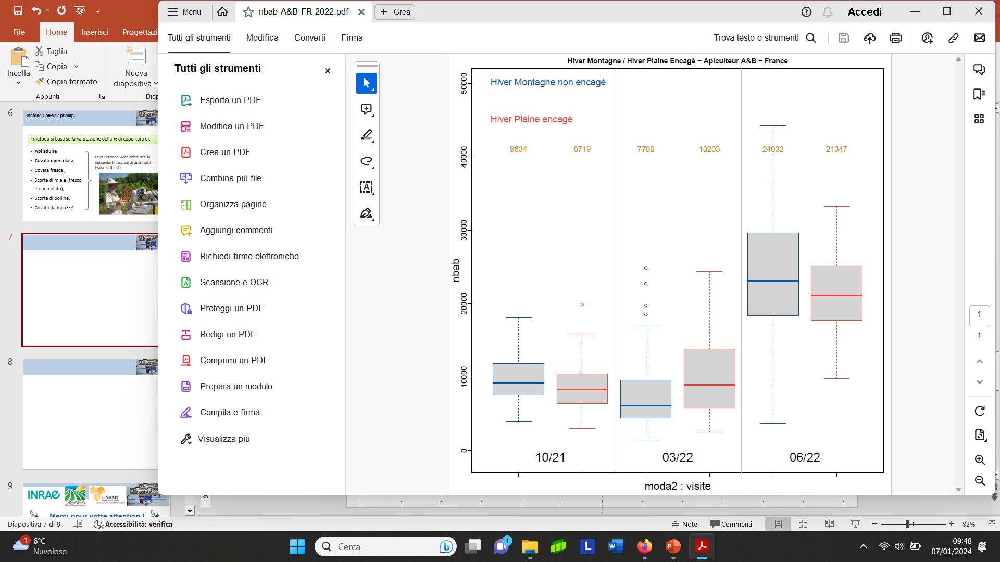 Menu
nbab-A&B-FR-2022.pdf
Crea
Accedi
File
Home
Inserisci
Progettazi
Tutti gli strumenti
Modifica
Converti
Firma
Trova testo o strumenti
Incolla
Taglia
Copia
Copia formato
Appunti
Nuova
diapositiva
Diap
Tutti gli strumenti
Esporta un PDF
Modifica un PDF
Crea un PDF
Combina più file
Organizza pagine
Aggiungi commenti
Richiedi firme elettroniche
Scansione e OCR
Proteggi un PDF
Redigi un PDF
Comprimi un PDF
Prepara un modulo
Compila e firma
Visualizza più
6
Metodo ColEval: principi
Il metodo si basa sulla valutazione della % di copertura di:
• Api adulte
• Covata opercolata,
• Covata fresca ,
• Scorte di miele (fresco
e opercolato),
• Scorte di polline,
• Covata da fuco???
La valutazione viene effettuata su
entrambe le facciate di tutti i telai
(valori di 5 in 5)
7
8
9
INRAE
DISAFA
UNAAPI
Merci pour votre attention !
Hiver Montagne / Hiver Plaine Encagé − Apiculteur A&B − France
Hiver Montagne non encagé
Hiver Plaine encagé
9634
8719
7780
10203
24032
21347
50000
40000
30000
20000
10000
0
nbab
10/21
03/22
06/22
moda2 : visite
1
1
9
Diapositiva 7 di 9
Accessibilità: verifica
Note
Commenti
82%
1
6°C
Nuvoloso
Cerca
1
L
09:48
07/01/2024